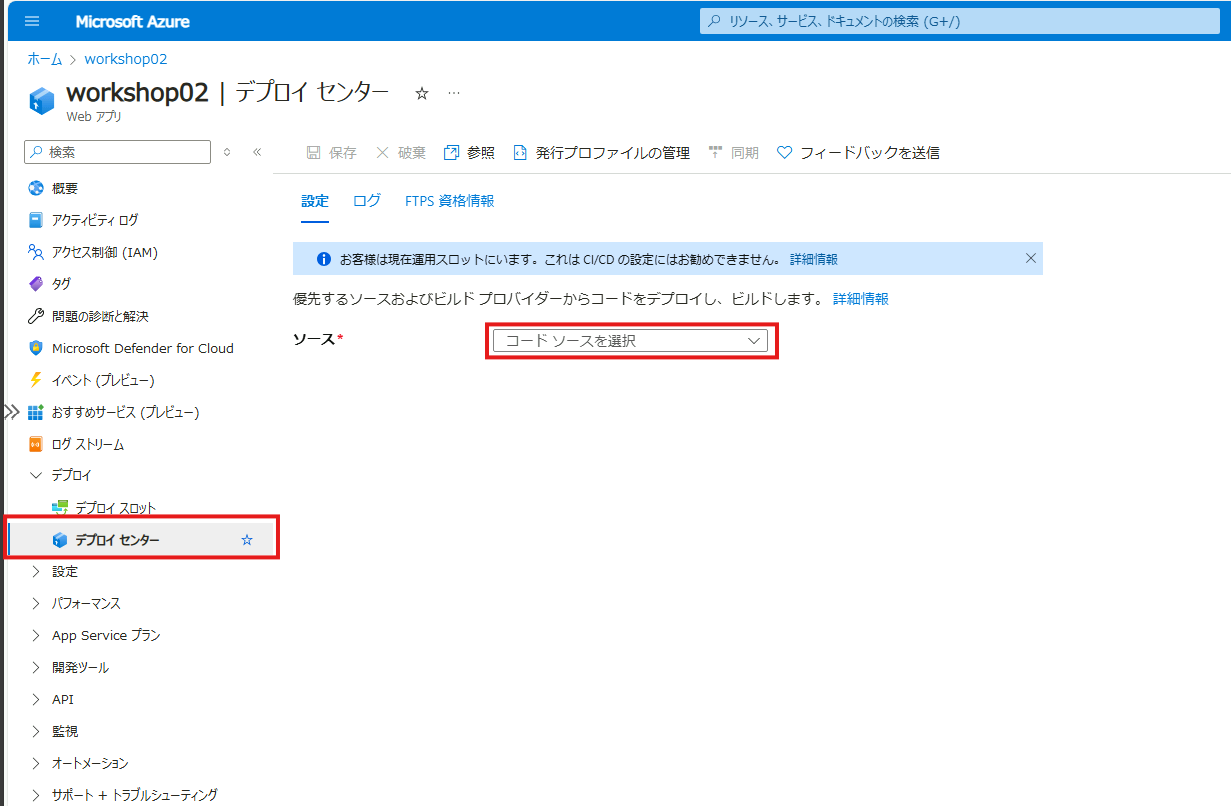 Microsoft Azure
リソース、サービス、ドキュメントの検索 (G+/)
ホーム > workshop02
workshop02 | デプロイ センター ☆ …
Web アプリ
検索
保存 破棄 参照 発行プロファイルの管理 同期 フィードバックを送信
概要
アクティビティ ログ
アクセス制御 (IAM)
タグ
問題の診断と解決
Microsoft Defender for Cloud
イベント (プレビュー)
おすすめサービス (プレビュー)
ログ ストリーム
デプロイ
デプロイ スロット
デプロイ センター
設定
パフォーマンス
App Service プラン
開発ツール
API
監視
オートメーション
サポート + トラブルシューティング
設定 ログ FTPS 資格情報
お客様は現在運用スロットにいます。これは CI/CD の設定にはお勧めできません。 詳細情報
優先するソースおよびビルド プロバイダーからコードをデプロイし、ビルドします。 詳細情報
ソース*
コード ソースを選択